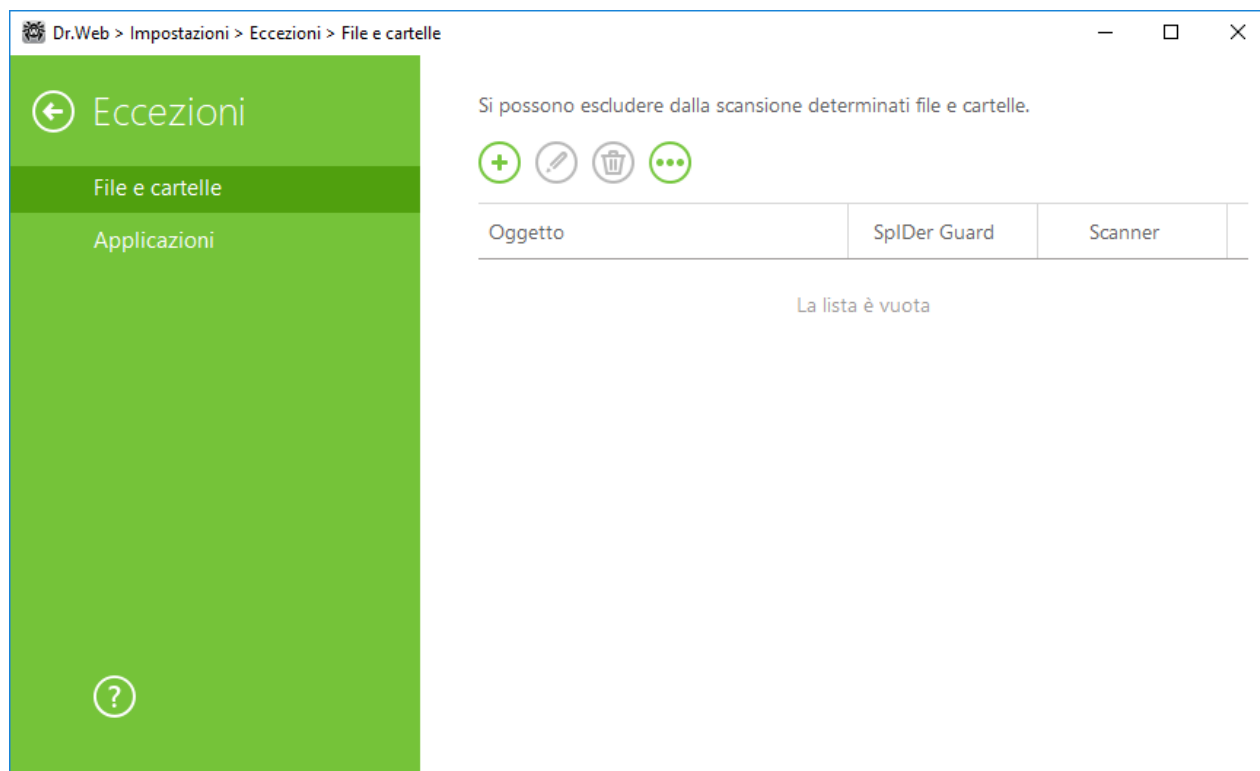 Dr.Web > Impostazioni > Eccezioni > File e cartelle
Eccezioni
File e cartelle
Applicazioni
?
Si possono escludere dalla scansione determinati file e cartelle.
Oggetto SpIDer Guard Scanner
La lista è vuota